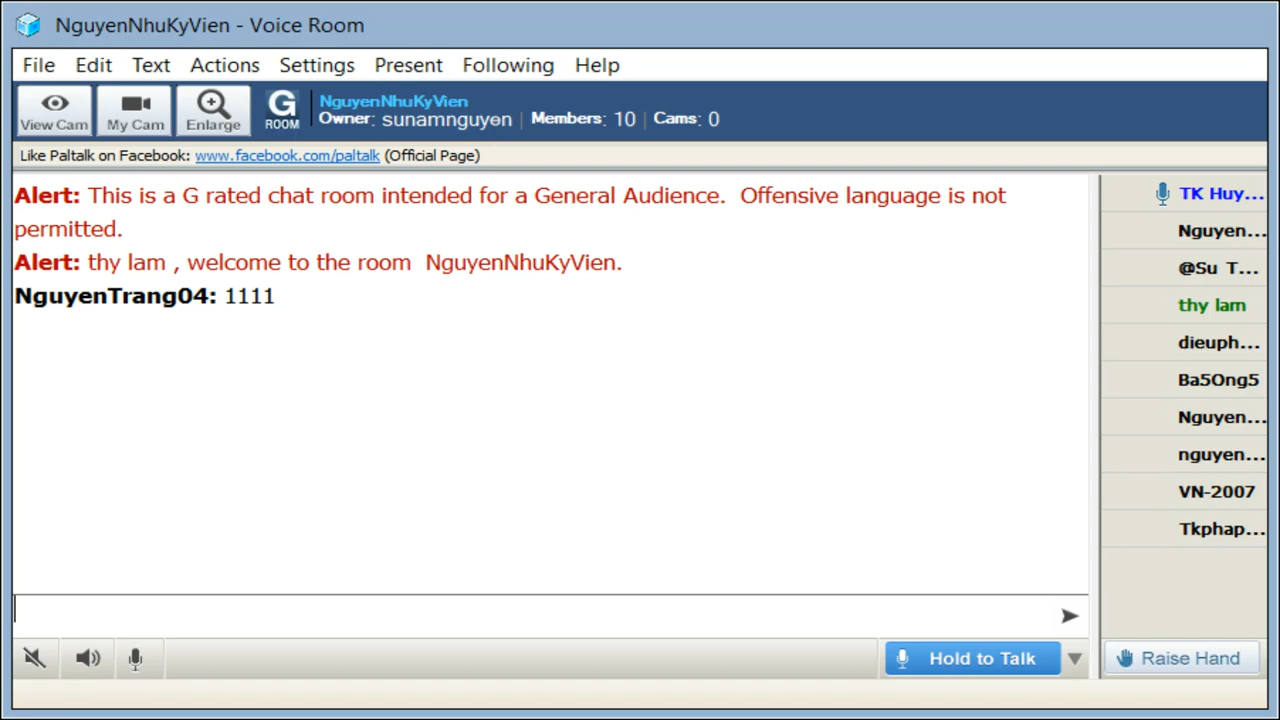 NguyenNhuKyVien - Voice Room
File Edit Text Actions Settings Present Following Help
View Cam My Cam Enlarge G ROOM
NguyenNhuKyVien
Owner: sunamnguyen | Members: 10 | Cams: 0
Like Paltalk on Facebook: www.facebook.com/paltalk (Official Page)
Alert: This is a G rated chat room intended for a General Audience.  Offensive language is not
permitted.
Alert: thy lam , welcome to the room  NguyenNhuKyVien.
NguyenTrang04: 1111
TK Huy...
Nguyen...
@Su T...
thy lam
dieuph...
Ba5Ong5
Nguyen...
nguyen...
VN-2007
Tkphap...
Hold to Talk
Raise Hand